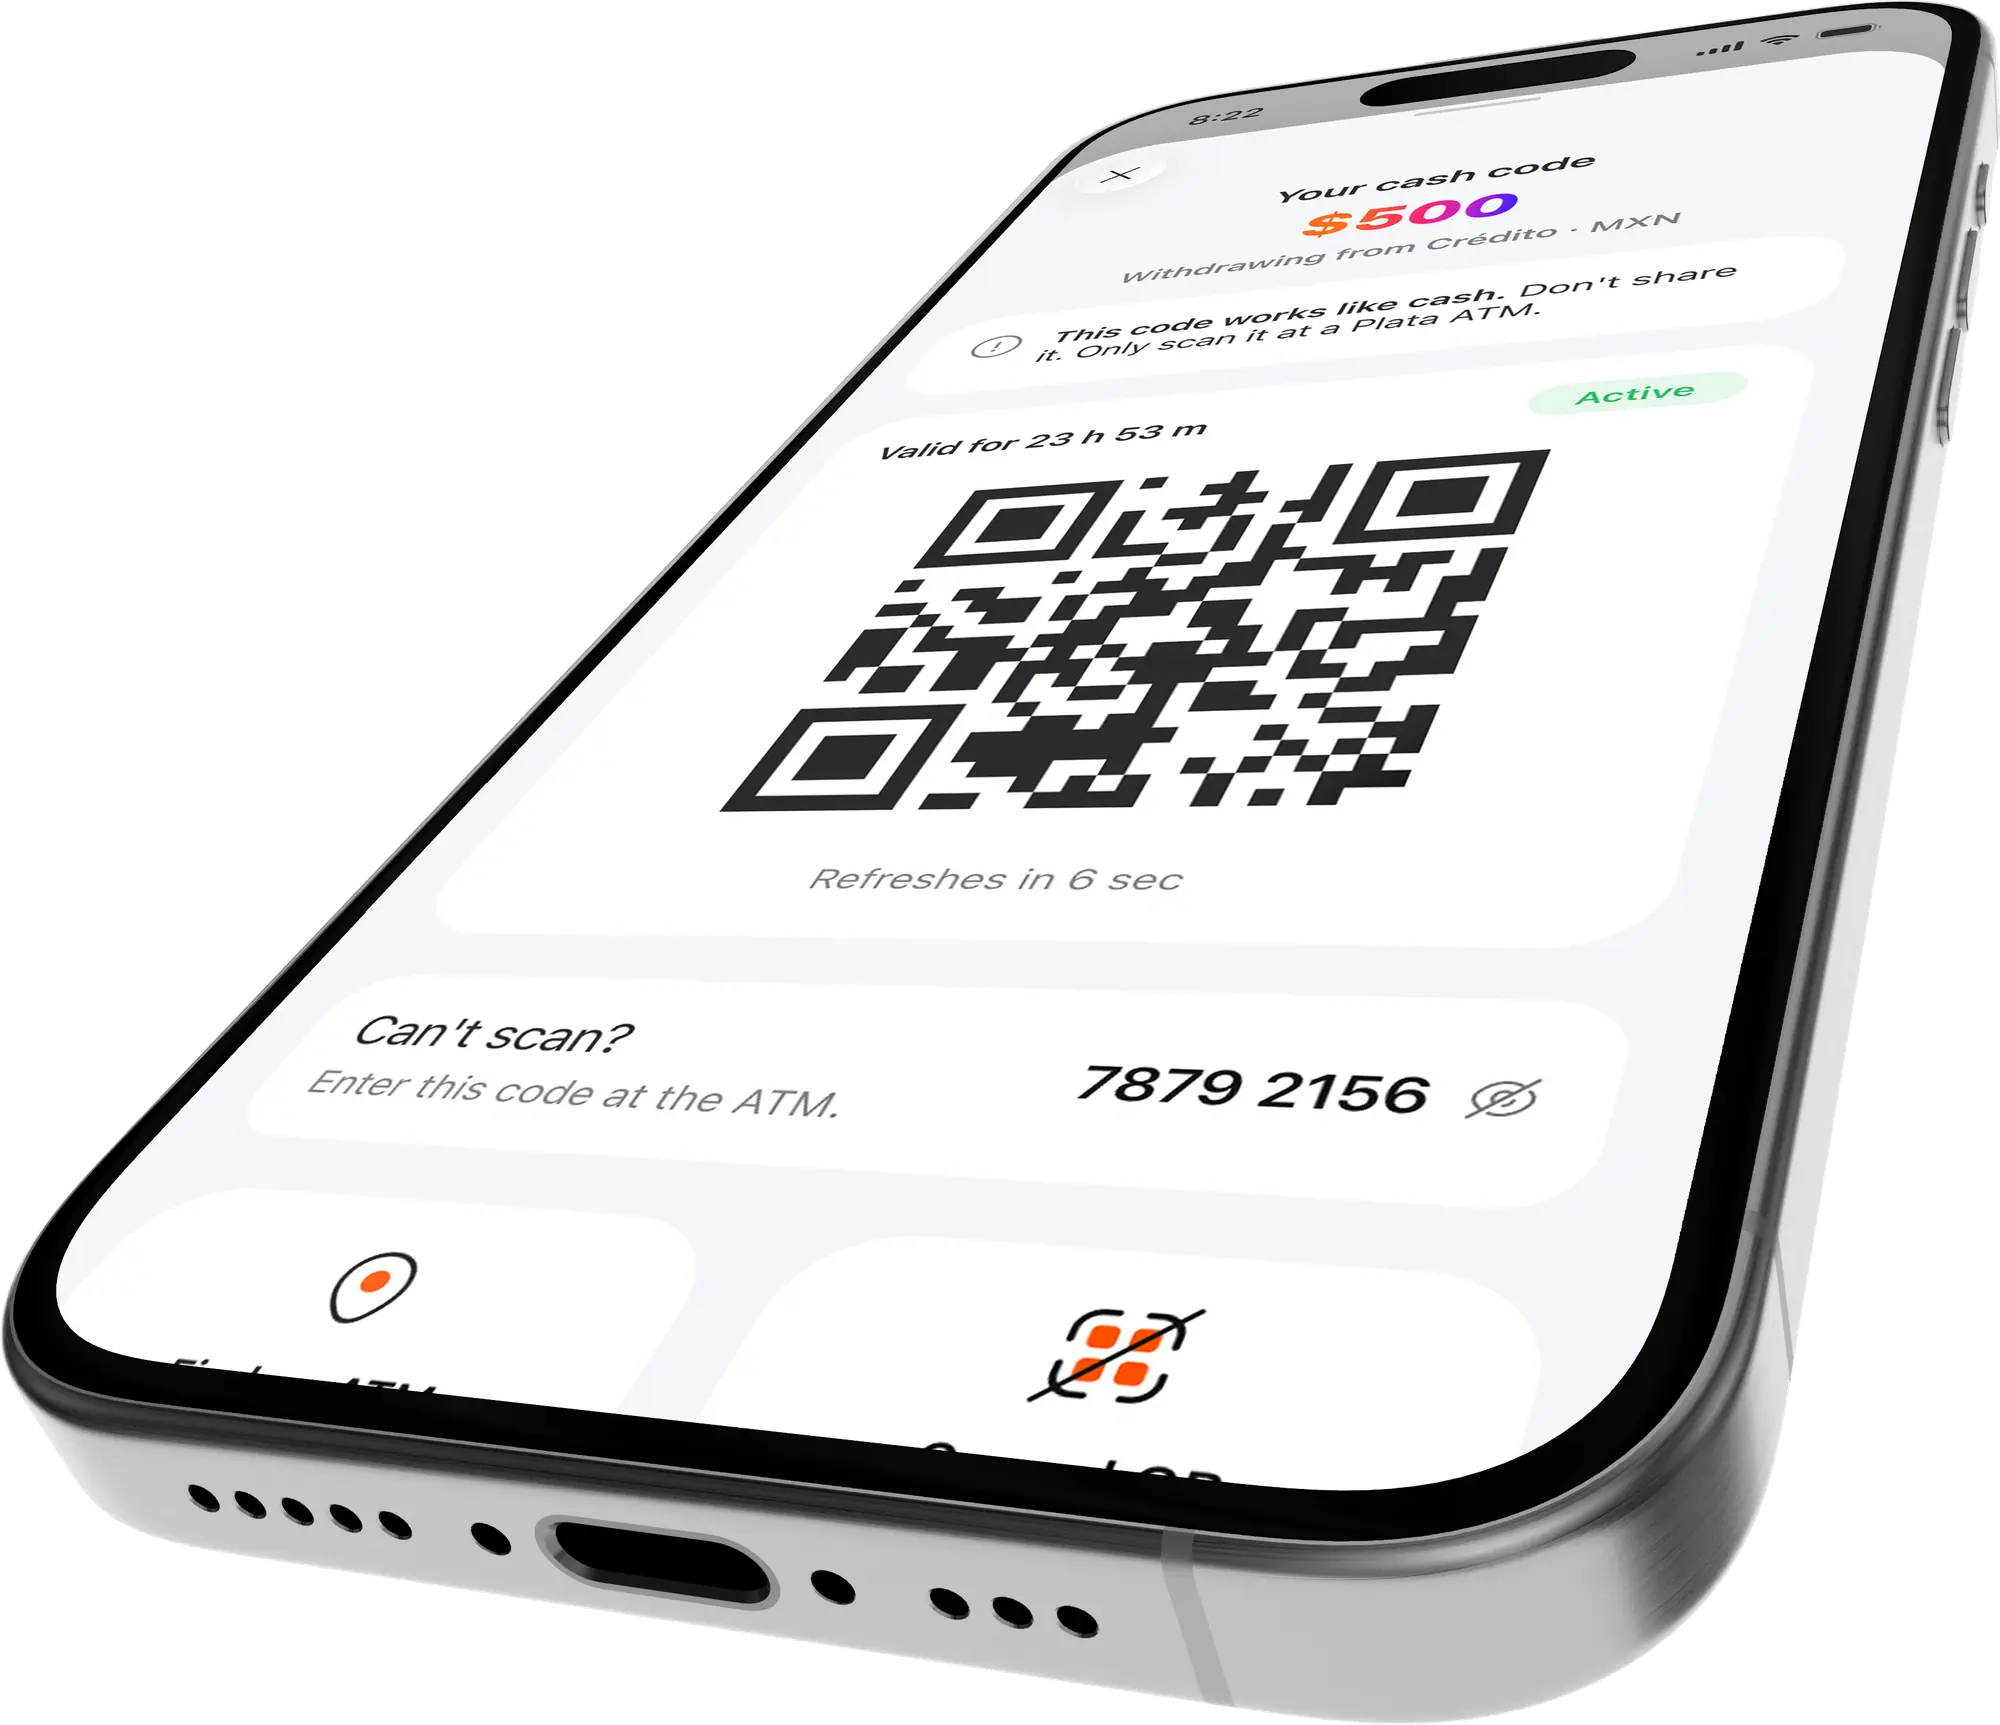 8:22
Your cash code
$500
Withdrawing from Crédito · MXN
This code works like cash. Don't share
it. Only scan it at a Plata ATM.
Active
Valid for 23 h 53 m
Refreshes in 6 sec
Can't scan?
Enter this code at the ATM.
7879 2156